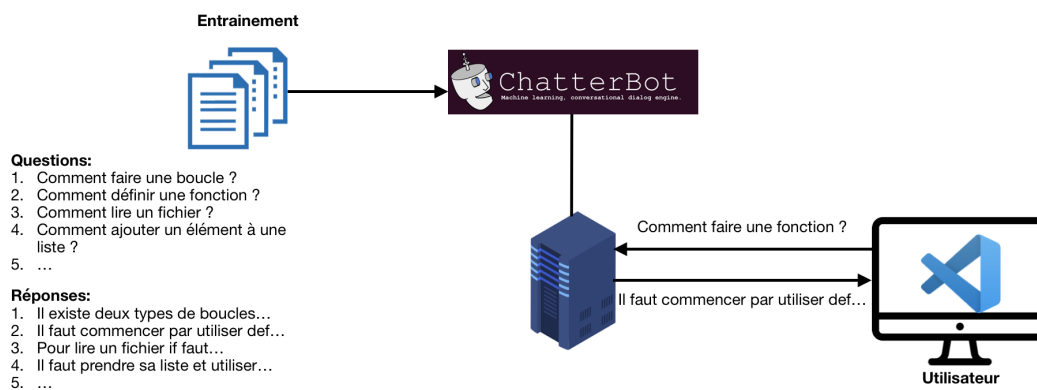 Entrainement
ChatterBot
Machine learning, conversational dialog engine.
Questions:
1. Comment faire une boucle ?
2. Comment définir une fonction ?
3. Comment lire un fichier ?
4. Comment ajouter un élément à une
liste ?
5. …
Réponses:
1. Il existe deux types de boucles…
2. Il faut commencer par utiliser def…
3. Pour lire un fichier if faut…
4. Il faut prendre sa liste et utiliser…
5. …
Comment faire une fonction ?
Il faut commencer par utiliser def…
Utilisateur